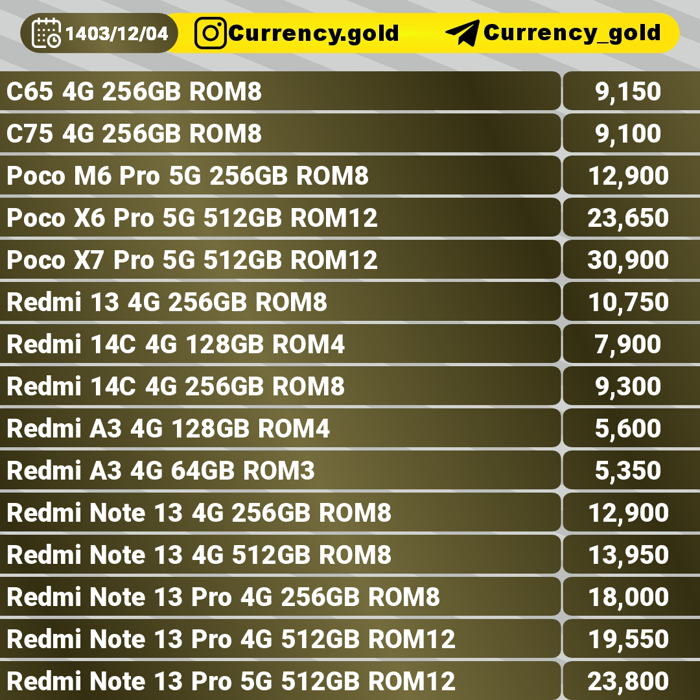 1403/12/04 Currency.gold Currency_gold
C65 4G 256GB ROM8 9,150
C75 4G 256GB ROM8 9,100
Poco M6 Pro 5G 256GB ROM8 12,900
Poco X6 Pro 5G 512GB ROM12 23,650
Poco X7 Pro 5G 512GB ROM12 30,900
Redmi 13 4G 256GB ROM8 10,750
Redmi 14C 4G 128GB ROM4 7,900
Redmi 14C 4G 256GB ROM8 9,300
Redmi A3 4G 128GB ROM4 5,600
Redmi A3 4G 64GB ROM3 5,350
Redmi Note 13 4G 256GB ROM8 12,900
Redmi Note 13 4G 512GB ROM8 13,950
Redmi Note 13 Pro 4G 256GB ROM8 18,000
Redmi Note 13 Pro 4G 512GB ROM12 19,550
Redmi Note 13 Pro 5G 512GB ROM12 23,800